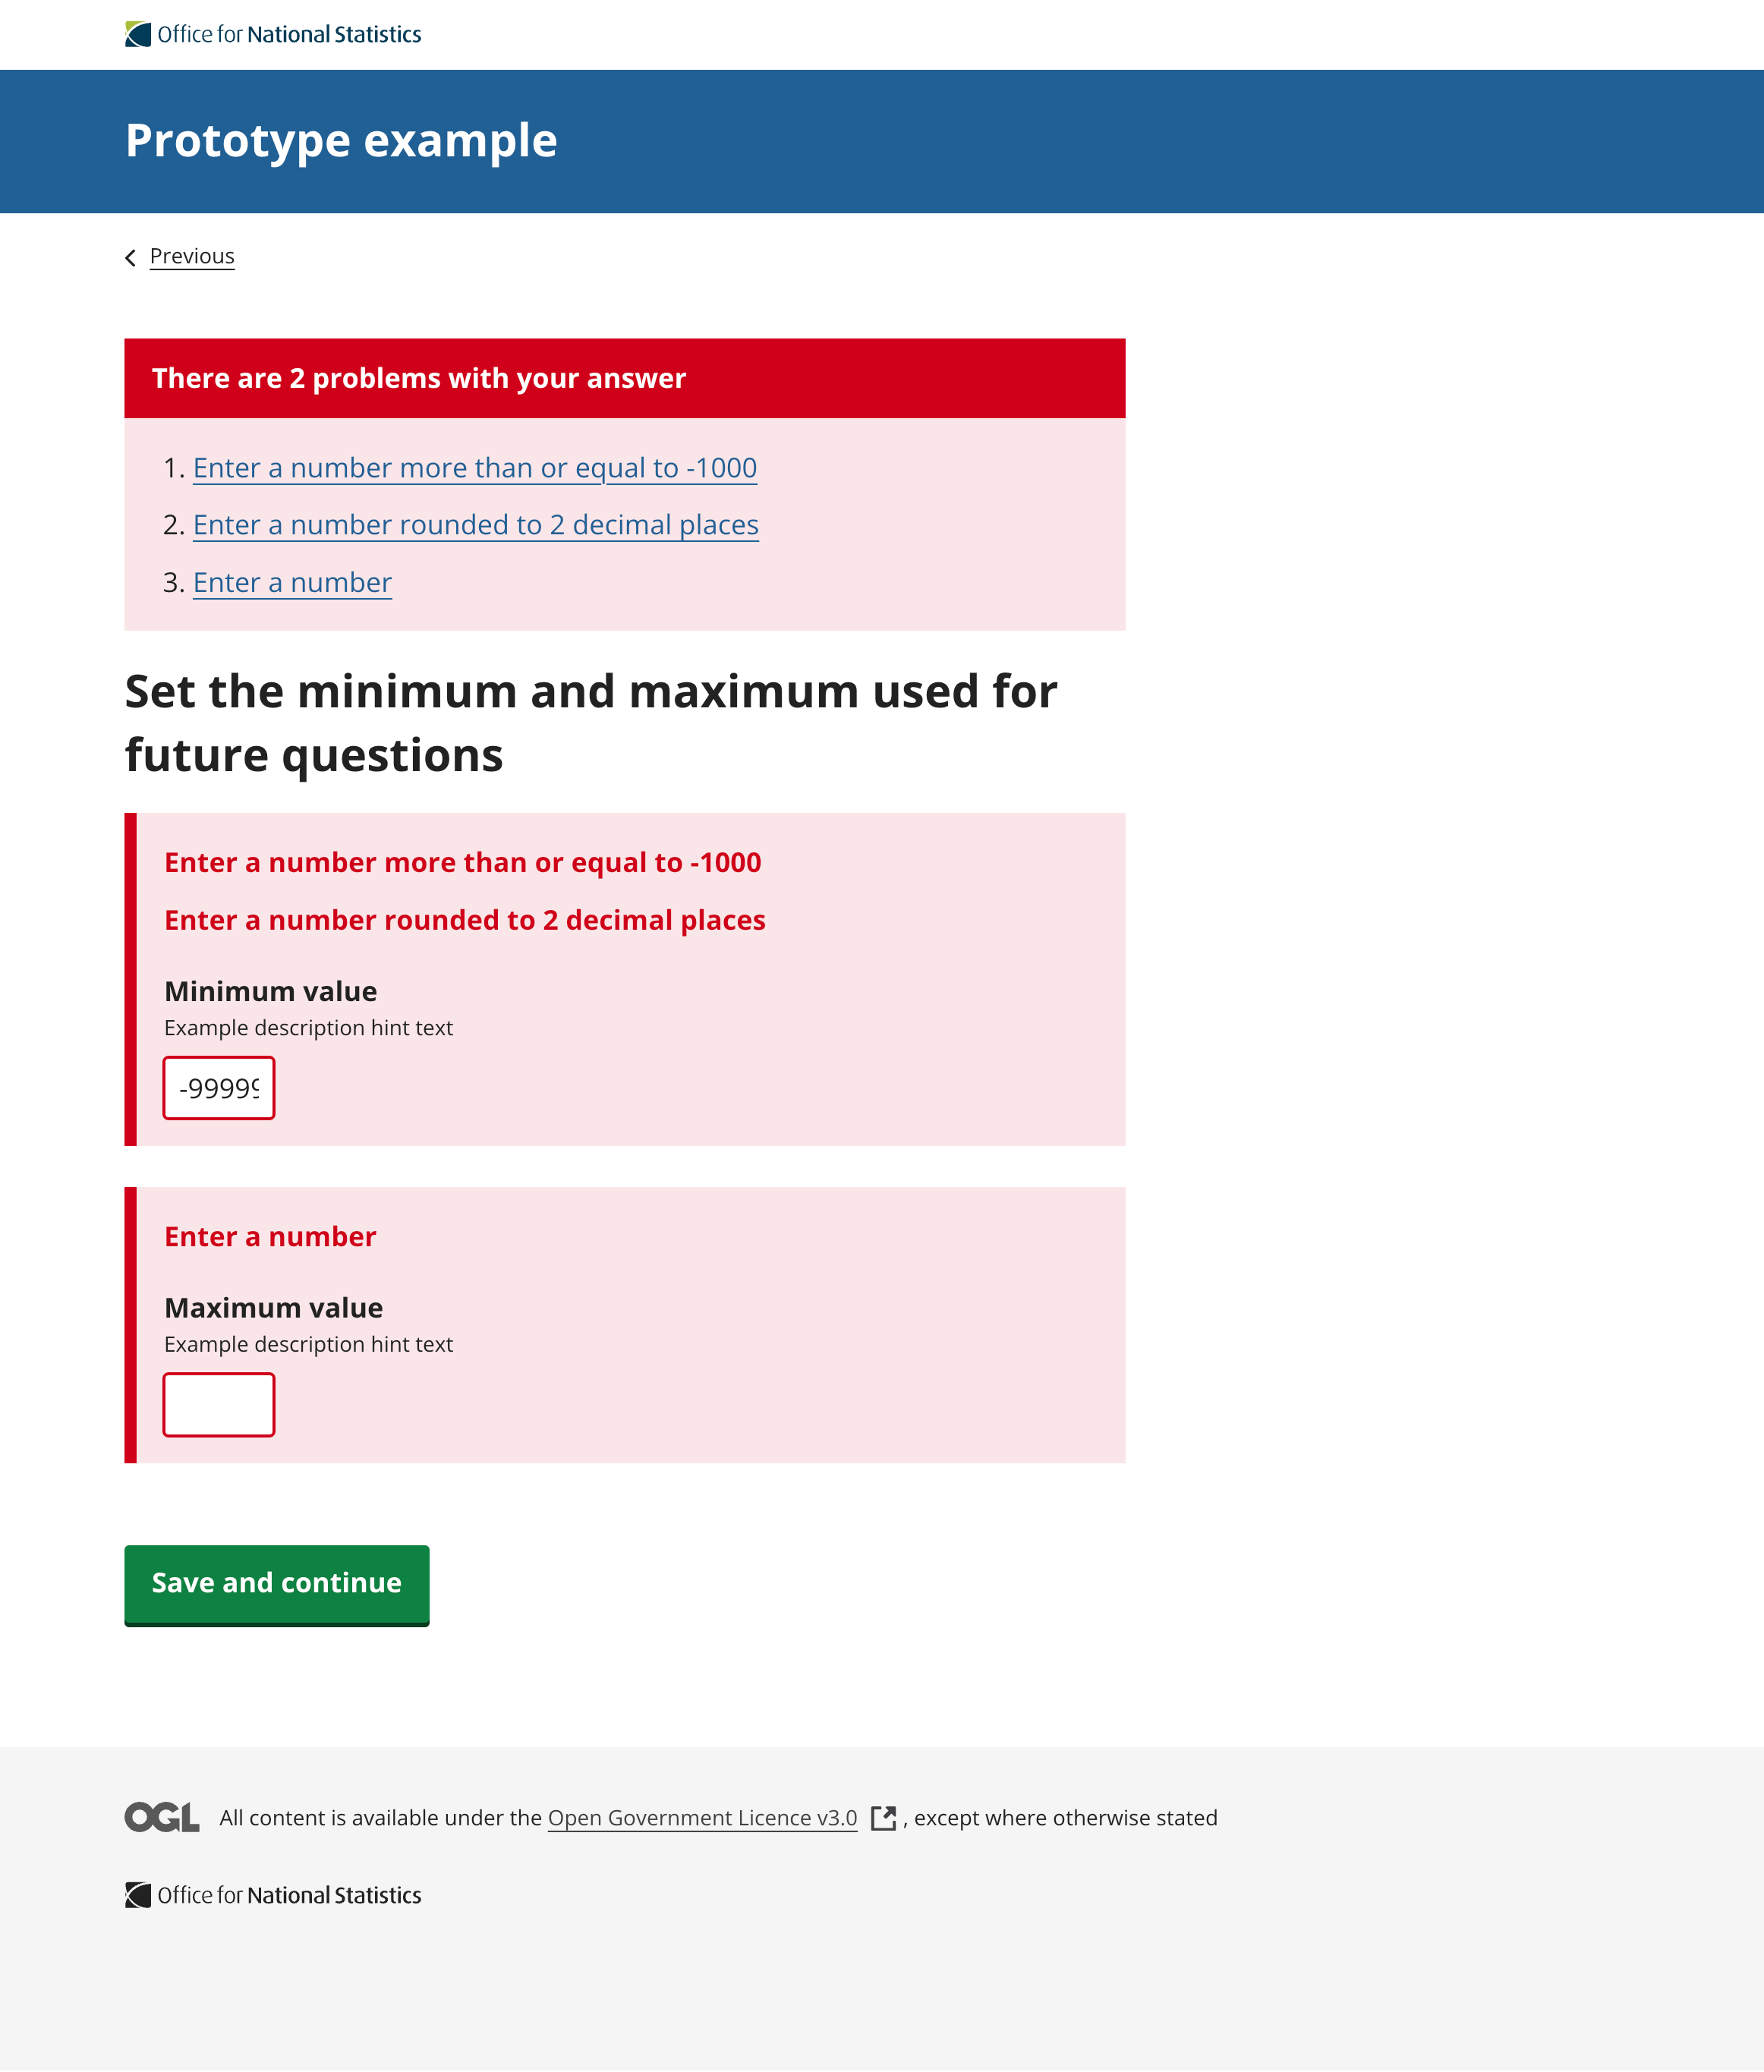 Office for National Statistics
Prototype example
Previous
There are 2 problems with your answer
1. Enter a number more than or equal to -1000
2. Enter a number rounded to 2 decimal places
3. Enter a number
Set the minimum and maximum used for
future questions
Enter a number more than or equal to -1000
Enter a number rounded to 2 decimal places
Minimum value
Example description hint text
-99999
Enter a number
Maximum value
Example description hint text
Save and continue
OGL All content is available under the Open Government Licence v3.0 , except where otherwise stated
Office for National Statistics